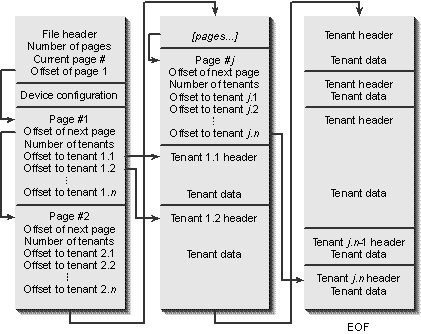 File header
Number of pages
Current page #
Offset of page 1
Device configuration
Page #1
Offset of next page
Number of tenants
Offset to tenant 1.1
Offset to tenant 1.2
⋮
Offset to tenant 1.n
Page #2
Offset of next page
Number of tenants
Offset to tenant 2.1
Offset to tenant 2.2
⋮
Offset to tenant 2.n
[pages...]
Page #j
Offset of next page
Number of tenants
Offset to tenant j.1
Offset to tenant j.2
⋮
Offset to tenant j.n
Tenant 1.1 header
Tenant data
Tenant 1.2 header
Tenant data
Tenant header
Tenant data
Tenant header
Tenant data
Tenant header
Tenant data
Tenant j.n-1 header
Tenant data
Tenant j.n header
Tenant data
EOF